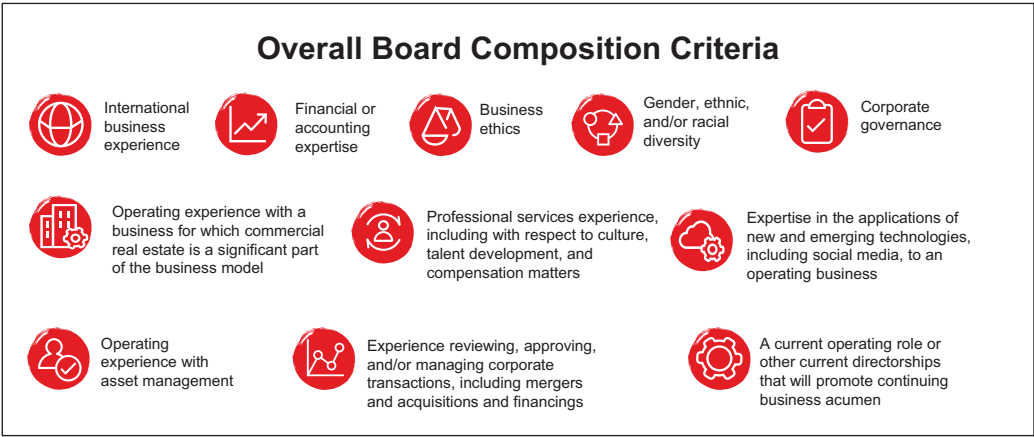 Overall Board Composition Criteria
International
business
experience
Financial or
accounting
expertise
Business
ethics
Gender, ethnic,
and/or racial
diversity
Corporate
governance
Operating experience with a
business for which commercial
real estate is a significant part
of the business model
Professional services experience,
including with respect to culture,
talent development, and
compensation matters
Expertise in the applications of
new and emerging technologies,
including social media, to an
operating business
Operating
experience with
asset management
Experience reviewing, approving,
and/or managing corporate
transactions, including mergers
and acquisitions and financings
A current operating role or
other current directorships
that will promote continuing
business acumen